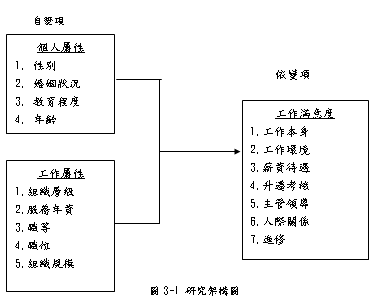 自變項
個人屬性
1. 性別
2. 婚姻狀況
3. 教育程度
4. 年齡
工作屬性
1.組織層級
2.服務年資
3.職等
4.職位
5.組織規模
依變項
工作滿意度
1.工作本身
2.工作環境
3.薪資待遇
4.升遷考核
5.主管領導
6.人際關係
7.進修
圖 3-1 研究架構圖